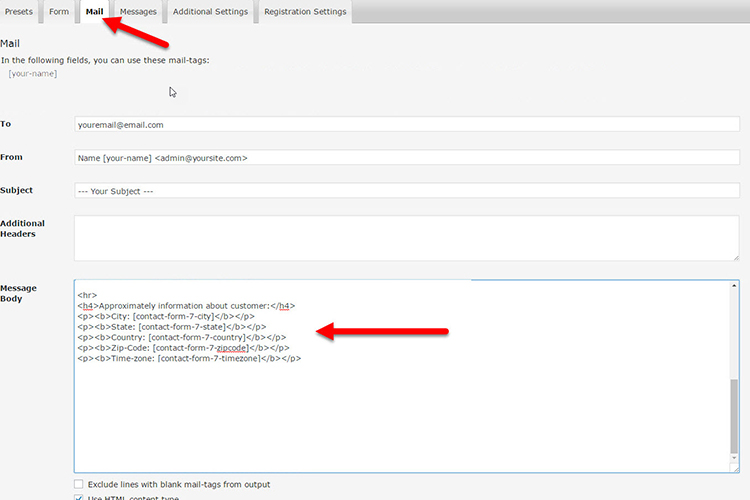 Presets Form Mail Messages Additional Settings Registration Settings
Mail
In the following fields, you can use these mail-tags:
[your-name]
To youremail@email.com
From Name [your-name] <admin@yoursite.com>
Subject --- Your Subject ---
Additional
Headers
Message
Body
<hr>
<h4>Approximately information about customer:</h4>
<p><b>City: [contact-form-7-city]</b></p>
<p><b>State: [contact-form-7-state]</b></p>
<p><b>Country: [contact-form-7-country]</b></p>
<p><b>Zip-Code: [contact-form-7-zipcode]</b></p>
<p><b>Time-zone: [contact-form-7-timezone]</b></p>
Exclude lines with blank mail-tags from output
Use HTML content type